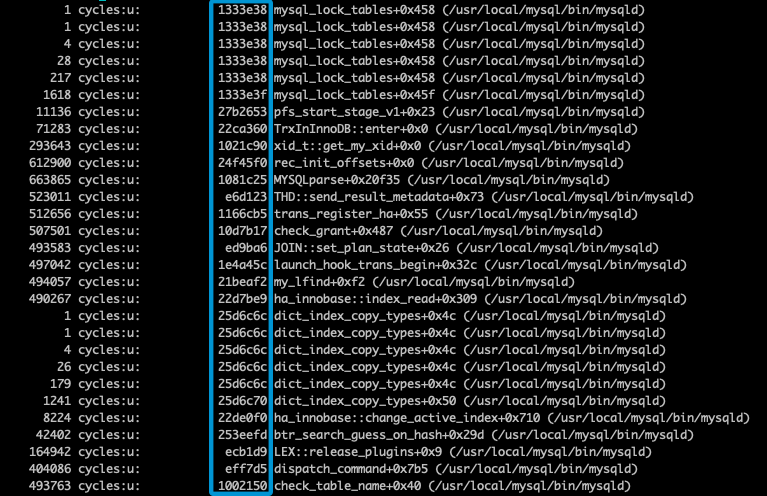 1 cycles:u: 1333e38 mysql_lock_tables+0x458 (/usr/local/mysql/bin/mysqld)
1 cycles:u: 1333e38 mysql_lock_tables+0x458 (/usr/local/mysql/bin/mysqld)
4 cycles:u: 1333e38 mysql_lock_tables+0x458 (/usr/local/mysql/bin/mysqld)
28 cycles:u: 1333e38 mysql_lock_tables+0x458 (/usr/local/mysql/bin/mysqld)
217 cycles:u: 1333e38 mysql_lock_tables+0x458 (/usr/local/mysql/bin/mysqld)
1618 cycles:u: 1333e3f mysql_lock_tables+0x45f (/usr/local/mysql/bin/mysqld)
11136 cycles:u: 27b2653 pfs_start_stage_v1+0x23 (/usr/local/mysql/bin/mysqld)
71283 cycles:u: 22ca360 TrxInInnoDB::enter+0x0 (/usr/local/mysql/bin/mysqld)
293643 cycles:u: 1021c90 xid_t::get_my_xid+0x0 (/usr/local/mysql/bin/mysqld)
612900 cycles:u: 24f45f0 rec_init_offsets+0x0 (/usr/local/mysql/bin/mysqld)
663865 cycles:u: 1081c25 MYSQLparse+0x20f35 (/usr/local/mysql/bin/mysqld)
523011 cycles:u: e6d123 THD::send_result_metadata+0x73 (/usr/local/mysql/bin/mysqld)
512656 cycles:u: 1166cb5 trans_register_ha+0x55 (/usr/local/mysql/bin/mysqld)
507501 cycles:u: 10d7b17 check_grant+0x487 (/usr/local/mysql/bin/mysqld)
493583 cycles:u: ed9ba6 JOIN::set_plan_state+0x26 (/usr/local/mysql/bin/mysqld)
497042 cycles:u: 1e4a45c launch_hook_trans_begin+0x32c (/usr/local/mysql/bin/mysqld)
494057 cycles:u: 21beaf2 my_lfind+0xf2 (/usr/local/mysql/bin/mysqld)
490267 cycles:u: 22d7be9 ha_innobase::index_read+0x309 (/usr/local/mysql/bin/mysqld)
1 cycles:u: 25d6c6c dict_index_copy_types+0x4c (/usr/local/mysql/bin/mysqld)
1 cycles:u: 25d6c6c dict_index_copy_types+0x4c (/usr/local/mysql/bin/mysqld)
4 cycles:u: 25d6c6c dict_index_copy_types+0x4c (/usr/local/mysql/bin/mysqld)
26 cycles:u: 25d6c6c dict_index_copy_types+0x4c (/usr/local/mysql/bin/mysqld)
179 cycles:u: 25d6c6c dict_index_copy_types+0x4c (/usr/local/mysql/bin/mysqld)
1241 cycles:u: 25d6c70 dict_index_copy_types+0x50 (/usr/local/mysql/bin/mysqld)
8224 cycles:u: 22de0f0 ha_innobase::change_active_index+0x710 (/usr/local/mysql/bin/mysqld)
42402 cycles:u: 253eefd btr_search_guess_on_hash+0x29d (/usr/local/mysql/bin/mysqld)
164942 cycles:u: ecb1d9 LEX::release_plugins+0x9 (/usr/local/mysql/bin/mysqld)
404086 cycles:u: eff7d5 dispatch_command+0x7b5 (/usr/local/mysql/bin/mysqld)
493763 cycles:u: 1002150 check_table_name+0x40 (/usr/local/mysql/bin/mysqld)